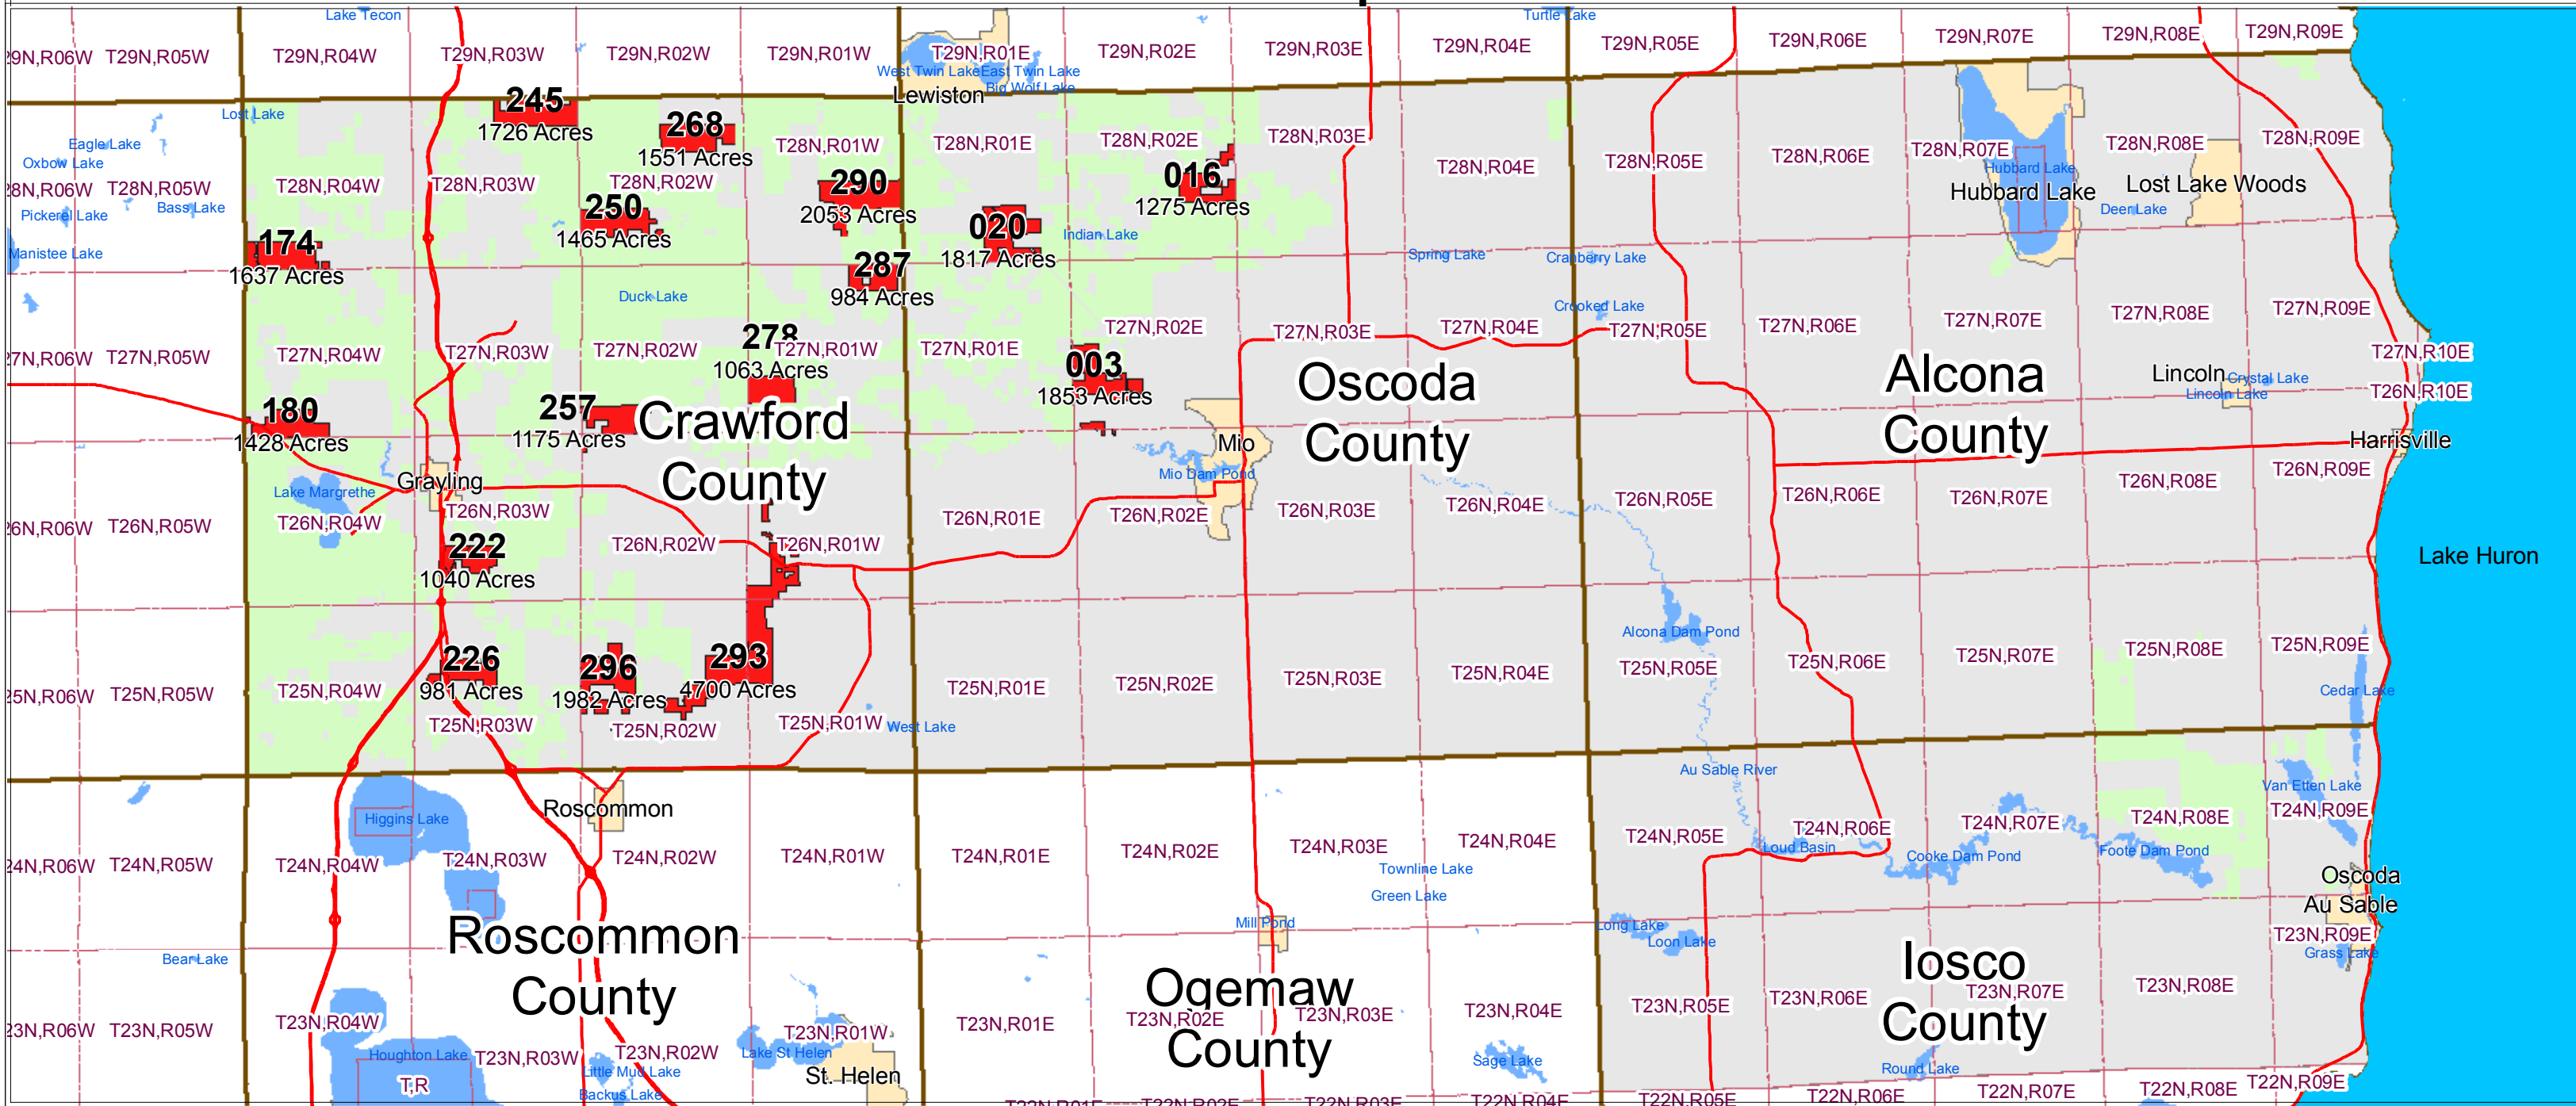 Lake Tecon
Turtle Lake
29N,R06W
T29N,R05W
T29N,R04W
T29N,R03W
T29N,R02W
T29N,R01W
T29N,R01E
T29N,R02E
T29N,R03E
T29N,R04E
T29N,R05E
T29N,R06E
T29N,R07E
T29N,R08E
T29N,R09E
West Twin Lake
East Twin Lake
Big Wolf Lake
Lewiston
Lost Lake
245
1726 Acres
268
1551 Acres
T28N,R01W
T28N,R01E
T28N,R02E
T28N,R03E
T28N,R04E
T28N,R05E
T28N,R06E
T28N,R07E
T28N,R08E
T28N,R09E
Eagle Lake
Oxbow Lake
28N,R06W
T28N,R05W
T28N,R04W
T28N,R03W
T28N,R02W
290
2053 Acres
016
1275 Acres
Hubbard Lake
Hubbard Lake
Lost Lake Woods
Deer Lake
Pickerel Lake
Bass Lake
250
1465 Acres
020
1817 Acres
Indian Lake
Manistee Lake
174
1637 Acres
287
984 Acres
Spring Lake
Cranberry Lake
Duck Lake
Crooked Lake
27N,R06W
T27N,R05W
T27N,R04W
T27N,R03W
T27N,R02W
278
T27N,R01W
1063 Acres
T27N,R01E
T27N,R02E
T27N,R03E
T27N,R04E
T27N,R05E
T27N,R06E
T27N,R07E
T27N,R08E
T27N,R09E
T27N,R10E
003
1853 Acres
Oscoda
County
Alcona
County
Lincoln
Crystal Lake
Lincoln Lake
T26N,R10E
180
1428 Acres
257
1175 Acres
Crawford
County
Mio
Mio Dam Pond
Harrisville
Grayling
Lake Margrethe
26N,R06W
T26N,R05W
T26N,R04W
T26N,R03W
T26N,R02W
T26N,R01W
T26N,R01E
T26N,R02E
T26N,R03E
T26N,R04E
T26N,R05E
T26N,R06E
T26N,R07E
T26N,R08E
T26N,R09E
222
1040 Acres
Lake Huron
Alcona Dam Pond
226
981 Acres
296
1982 Acres
293
4700 Acres
25N,R06W
T25N,R05W
T25N,R04W
T25N,R03W
T25N,R02W
T25N,R01W
T25N,R01E
T25N,R02E
T25N,R03E
T25N,R04E
T25N,R05E
T25N,R06E
T25N,R07E
T25N,R08E
T25N,R09E
Cedar Lake
West Lake
Au Sable River
Van Etten Lake
Higgins Lake
Roscommon
24N,R06W
T24N,R05W
T24N,R04W
T24N,R03W
T24N,R02W
T24N,R01W
T24N,R01E
T24N,R02E
T24N,R03E
T24N,R04E
T24N,R05E
T24N,R06E
T24N,R07E
T24N,R08E
T24N,R09E
Loud Basin
Cooke Dam Pond
Foote Dam Pond
Townline Lake
Green Lake
Oscoda
Au Sable
Mill Pond
Long Lake
Loon Lake
T23N,R09E
Grass Lake
Bear Lake
Roscommon
County
Ogemaw
County
Iosco
County
23N,R06W
T23N,R05W
T23N,R04W
T23N,R03W
T23N,R02W
T23N,R01W
T23N,R01E
T23N,R02E
T23N,R03E
T23N,R04E
T23N,R05E
T23N,R06E
T23N,R07E
T23N,R08E
Houghton Lake
T,R
Little Mud Lake
Backus Lake
Lake St Helen
St. Helen
Sage Lake
Round Lake
T22N,R01E
T22N,R02E
T22N,R03E
T22N,R04E
T22N,R05E
T22N,R06E
T22N,R07E
T22N,R08E
T22N,R09E